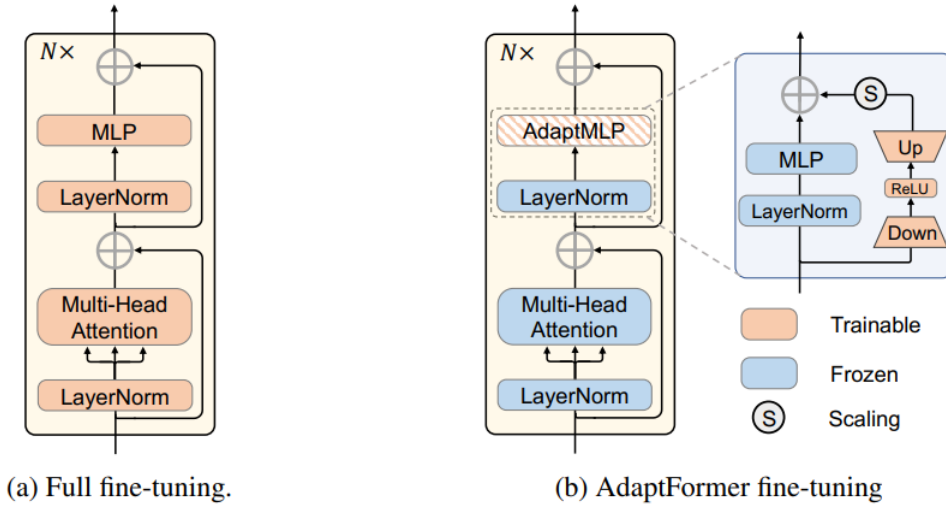 N×
MLP
LayerNorm
Multi-Head
Attention
LayerNorm
(a) Full fine-tuning.
N×
AdaptMLP
LayerNorm
Multi-Head
Attention
LayerNorm
S
Up
MLP
ReLU
LayerNorm
Down
Trainable
Frozen
S Scaling
(b) AdaptFormer fine-tuning